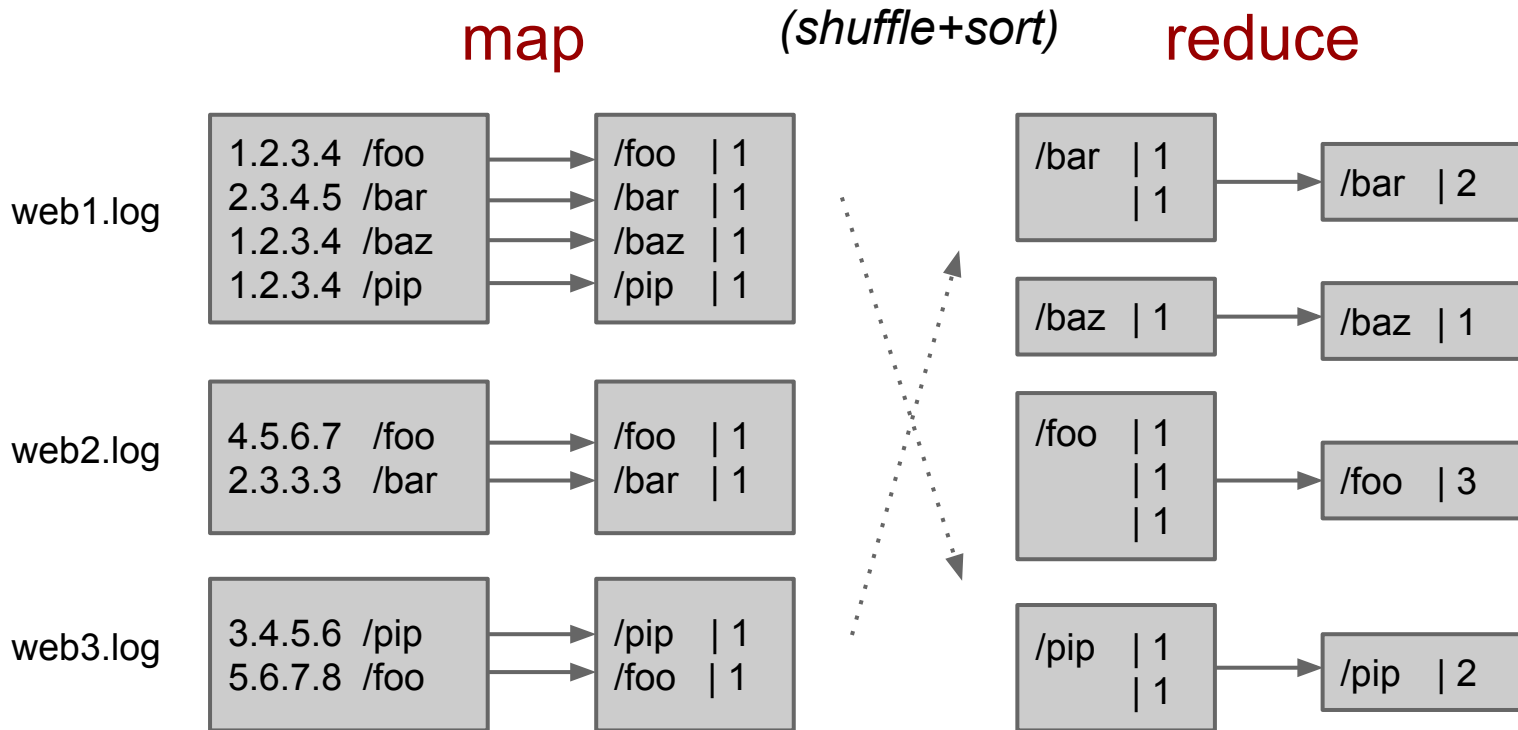 map
(shuffle+sort)
reduce
web1.log
1.2.3.4 /foo
2.3.4.5 /bar
1.2.3.4 /baz
1.2.3.4 /pip
/foo | 1
/bar | 1
/baz | 1
/pip | 1
web2.log
4.5.6.7 /foo
2.3.3.3 /bar
/foo | 1
/bar | 1
web3.log
3.4.5.6 /pip
5.6.7.8 /foo
/pip | 1
/foo | 1
/bar | 1
| 1
/bar | 2
/baz | 1
/baz | 1
/foo | 1
| 1
| 1
/foo | 3
/pip | 1
| 1
/pip | 2